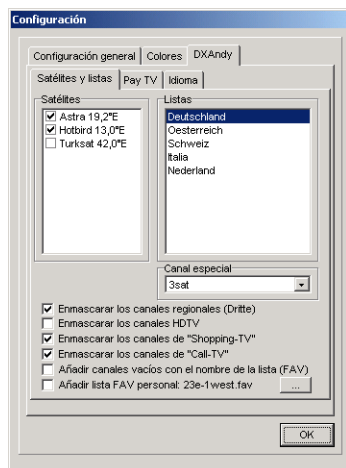 Configuración
Configuración general Colores DXAndy
Satélites y listas Pay TV Idioma
Satélites
Astra 19,2°E
Hotbird 13,0°E
Turksat 42,0°E
Listas
Deutschland
Oesterreich
Schweiz
Italia
Nederland
Canal especial
3sat
Enmascarar los canales regionales (Dritte)
Enmascarar los canales HDTV
Enmascarar los canales de "Shopping-TV"
Enmascarar los canales de "Call-TV"
Añadir canales vacíos con el nombre de la lista (FAV)
Añadir lista FAV personal: 23e-1west.fav ...
OK